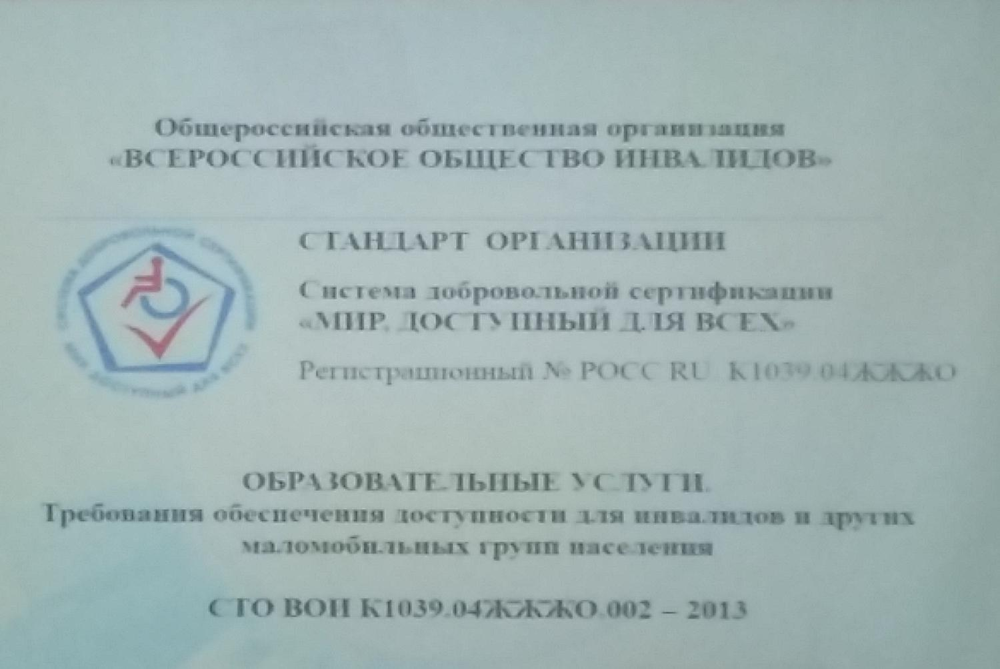 Общероссийская общественная организация
«ВСЕРОССИЙСКОЕ ОБЩЕСТВО ИНВАЛИДОВ»
СИСТЕМА ДОБРОВОЛЬНОЙ СЕРТИФИКАЦИИ
МИР ДОСТУПНЫЙ ДЛЯ ВСЕХ
СТАНДАРТ ОРГАНИЗАЦИИ
Система добровольной сертификации
«МИР, ДОСТУПНЫЙ ДЛЯ ВСЕХ»
Регистрационный № РОСС RU К1039.04ЖЖЖО
ОБРАЗОВАТЕЛЬНЫЕ УСЛУГИ.
Требования обеспечения доступности для инвалидов и других
маломобильных групп населения
СТО ВОИ К1039.04ЖЖЖО.002 – 2013